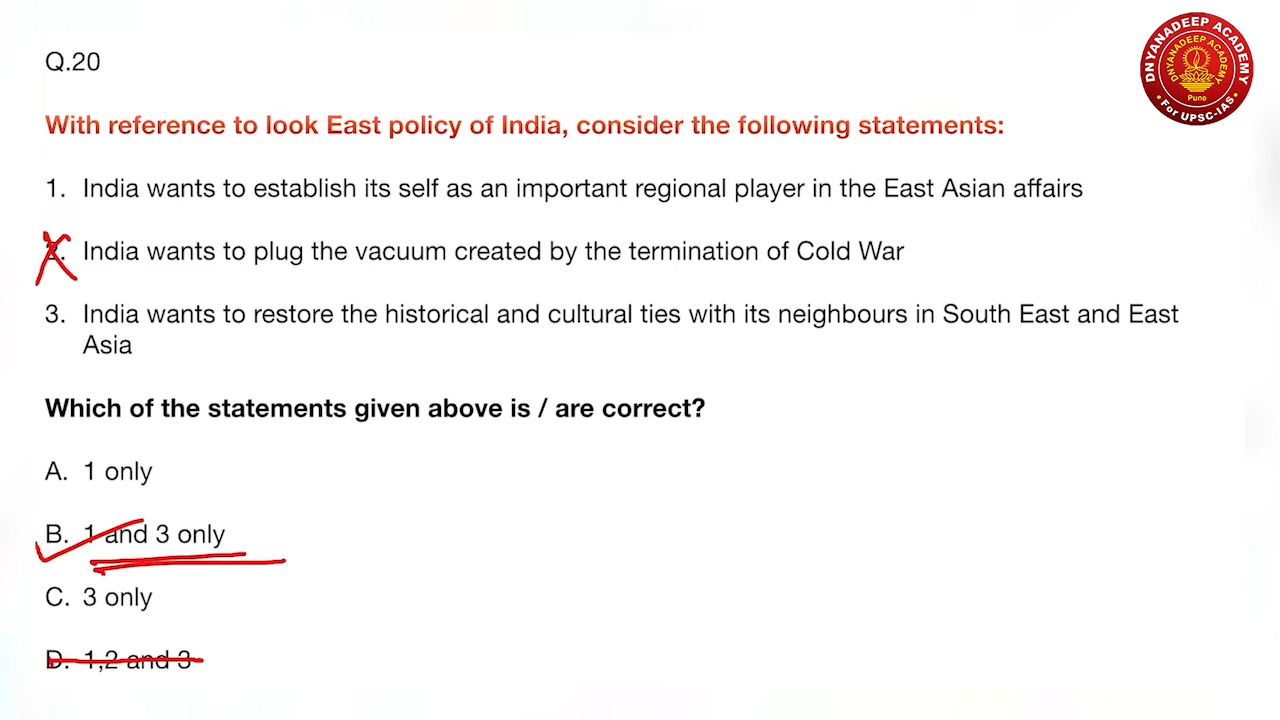 Q.20
DNYANADEEP ACADEMY
DNYANADEEP ACADEMY
Pune
For UPSC-IAS
With reference to look East policy of India, consider the following statements:
1. India wants to establish its self as an important regional player in the East Asian affairs
2. India wants to plug the vacuum created by the termination of Cold War
3. India wants to restore the historical and cultural ties with its neighbours in South East and East
Asia
Which of the statements given above is / are correct?
A. 1 only
B. 1 and 3 only
C. 3 only
D. 1,2 and 3